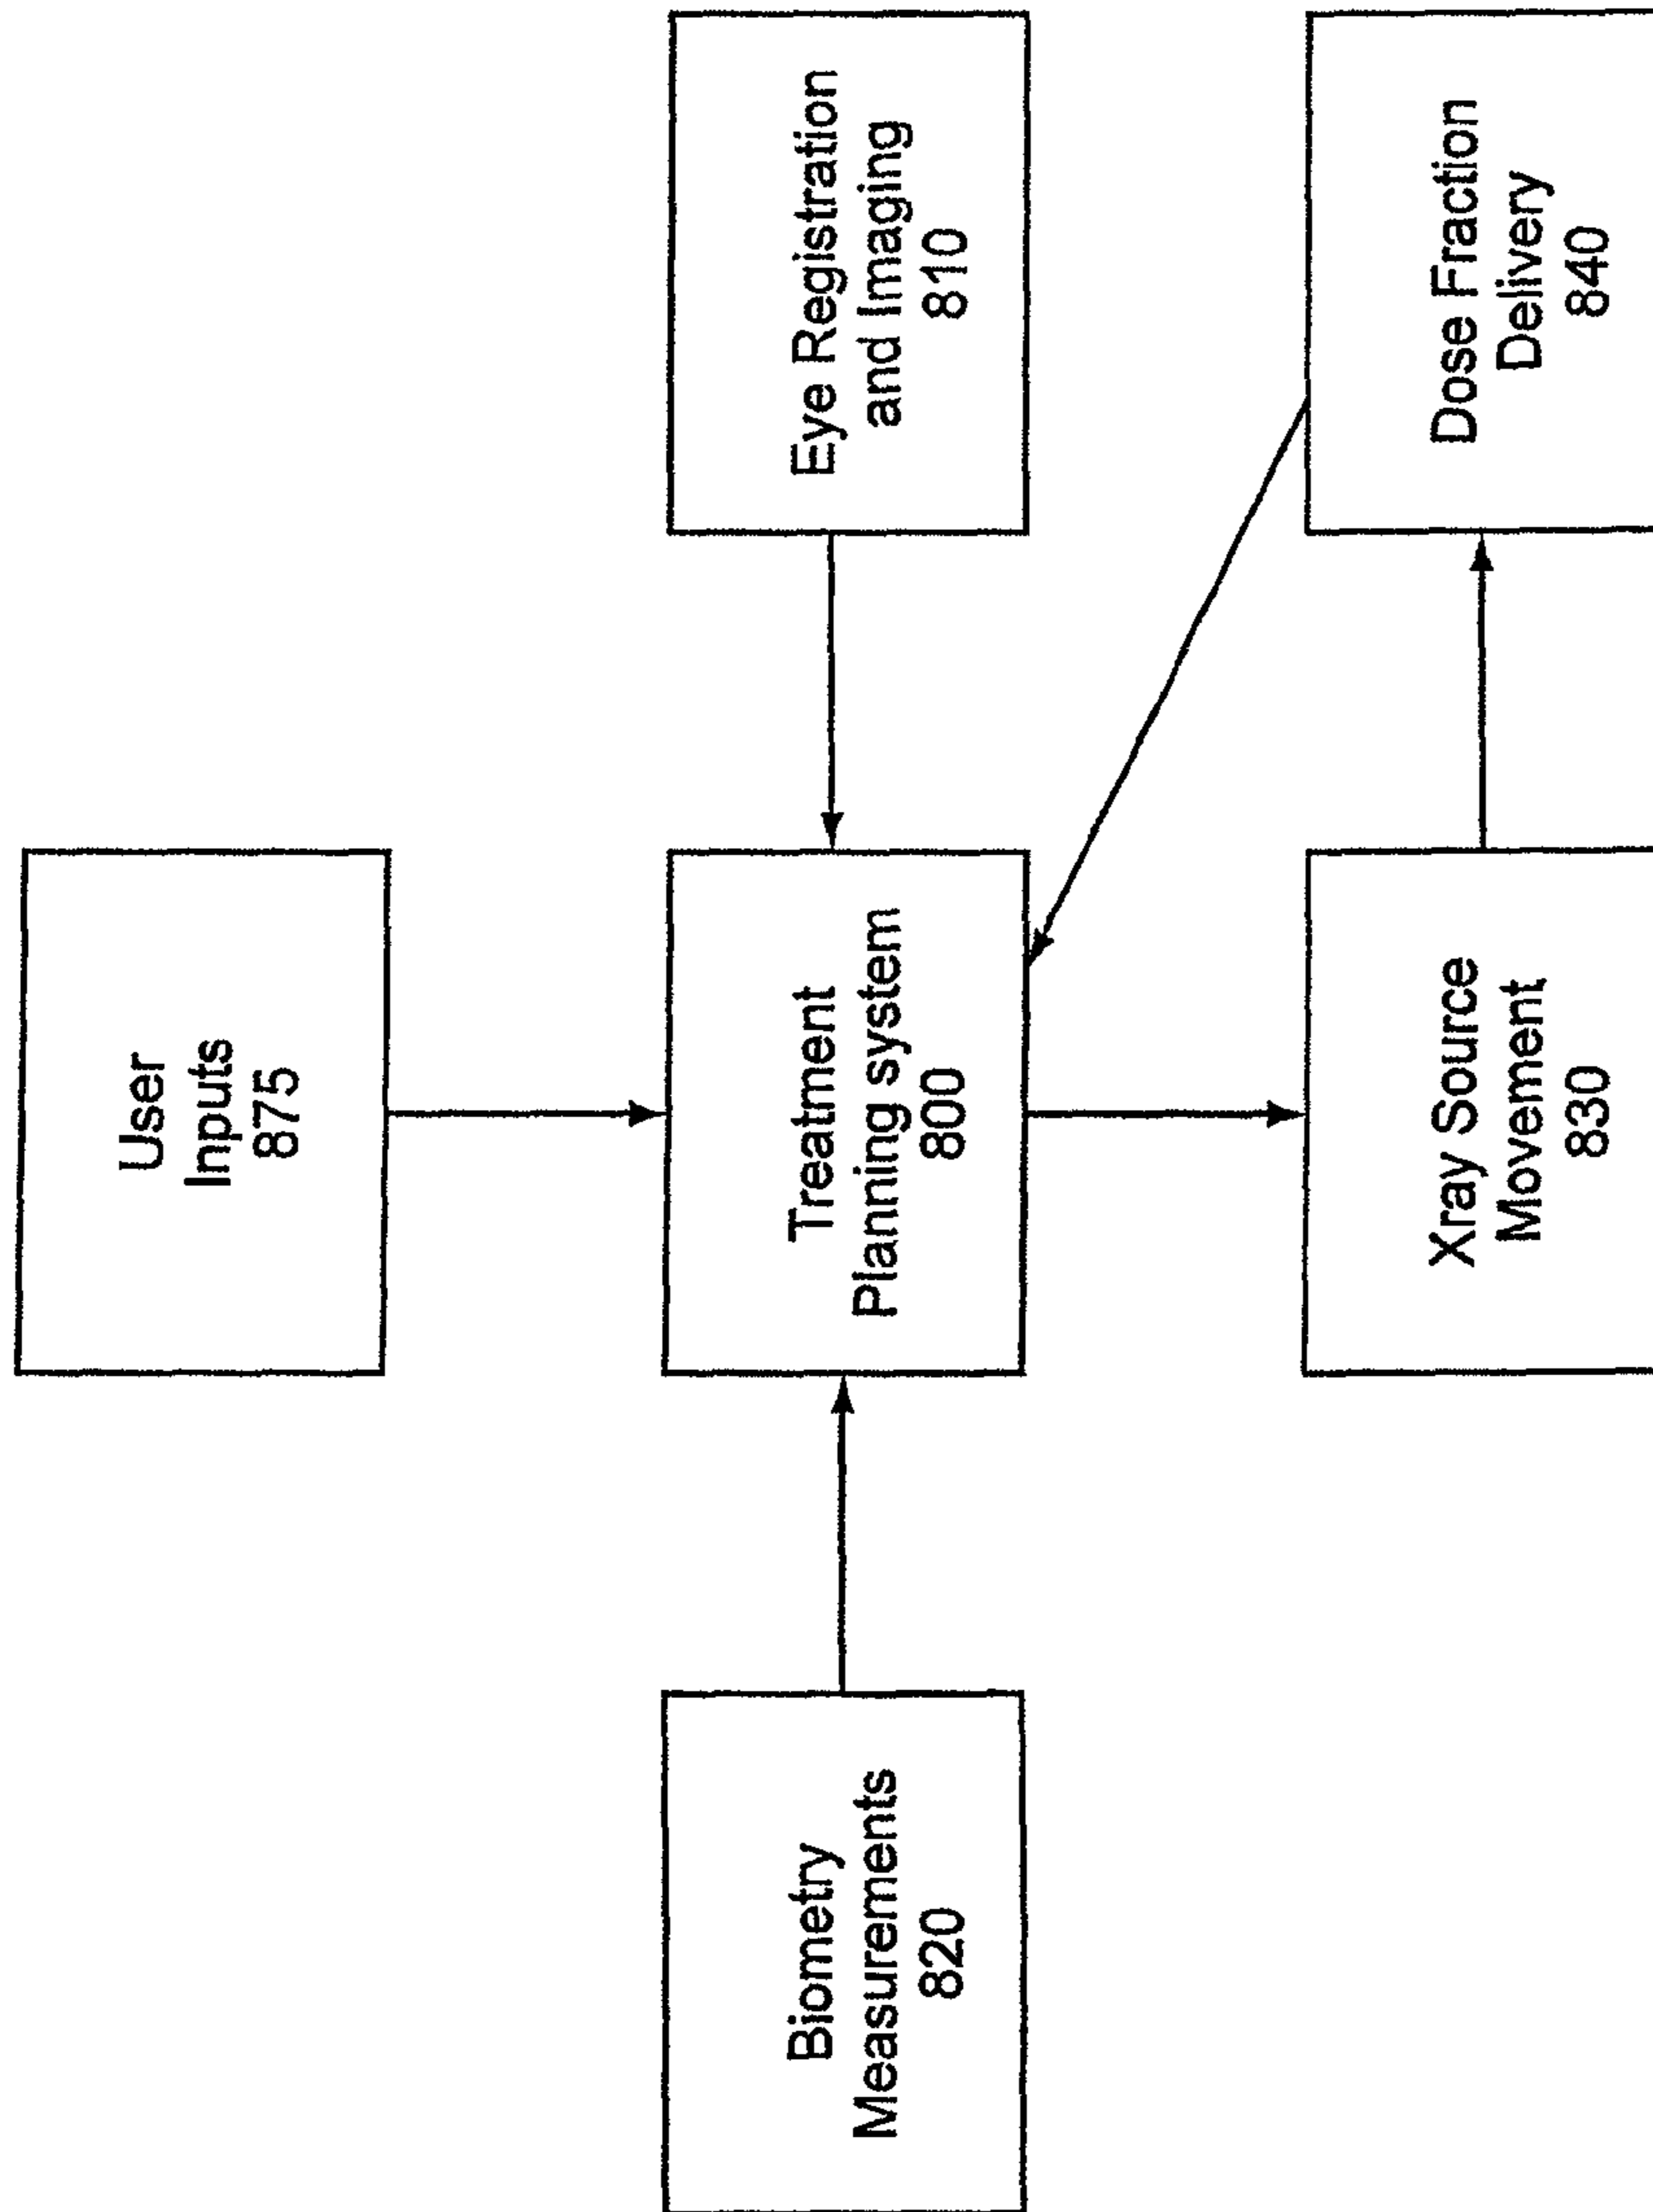 User
Inputs
875
Biometry
Measurements
820
Treatment
Planning system
800
Eye Registration
and Imaging
810
Xray Source
Movement
830
Dose Fraction
Delivery
840